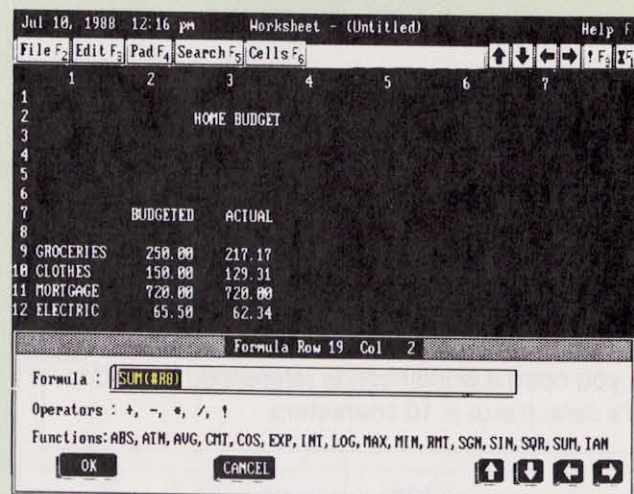 Jul 10, 1988 12:16 pm Worksheet - (Untitled) Help F
File F2 Edit F3 Pad F4 Search F5 Cells F6 ! F9
1 2 3 4 5 6 7
1
2 HOME BUDGET
3
4
5
6
7 BUDGETED ACTUAL
8
9 GROCERIES 250.00 217.17
10 CLOTHES 150.00 129.31
11 MORTGAGE 720.00 720.00
12 ELECTRIC 65.50 62.34
Formula Row 19 Col 2
Formula : SUM(#R8)
Operators : +, -, *, /, !
Functions: ABS, ATN, AVG, CMT, COS, EXP, INT, LOG, MAX, MIN, RMT, SGN, SIN, SQR, SUM, TAN
OK CANCEL